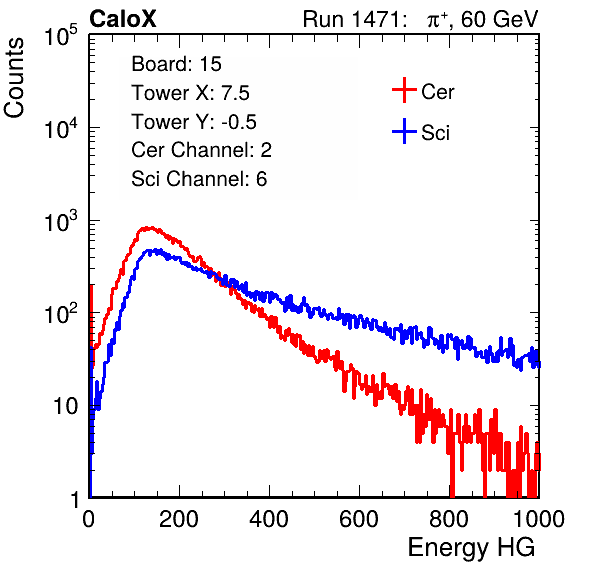 CaloX Run 1471: π⁺, 60 GeV
Counts
10⁵
10⁴
10³
10²
10
1
Board: 15
Tower X: 7.5
Tower Y: -0.5
Cer Channel: 2
Sci Channel: 6
Cer
Sci
0 200 400 600 800 1000
Energy HG